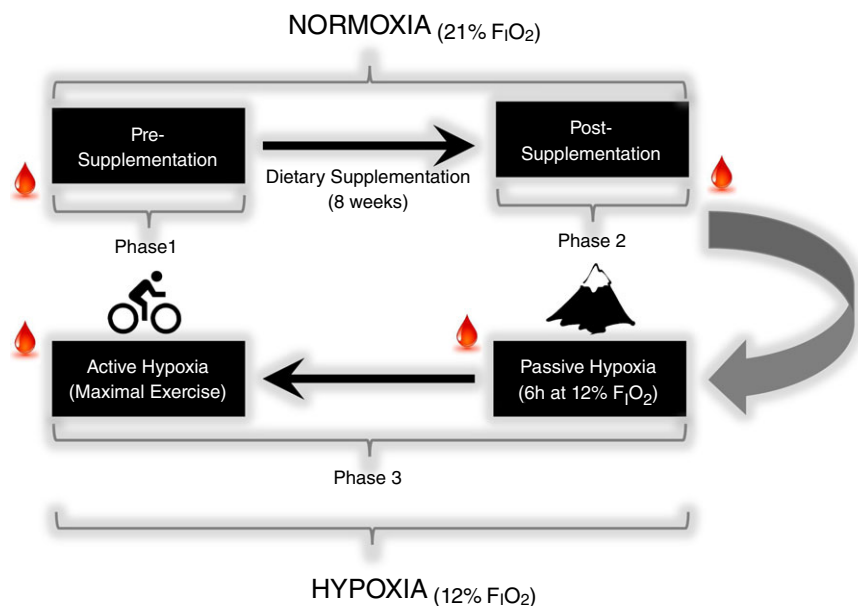 NORMOXIA (21% FIO2)
Pre-
Supplementation
Dietary Supplementation
(8 weeks)
Post-
Supplementation
Phase1
Phase 2
Active Hypoxia
(Maximal Exercise)
Passive Hypoxia
(6h at 12% FIO2)
Phase 3
HYPOXIA (12% FIO2)